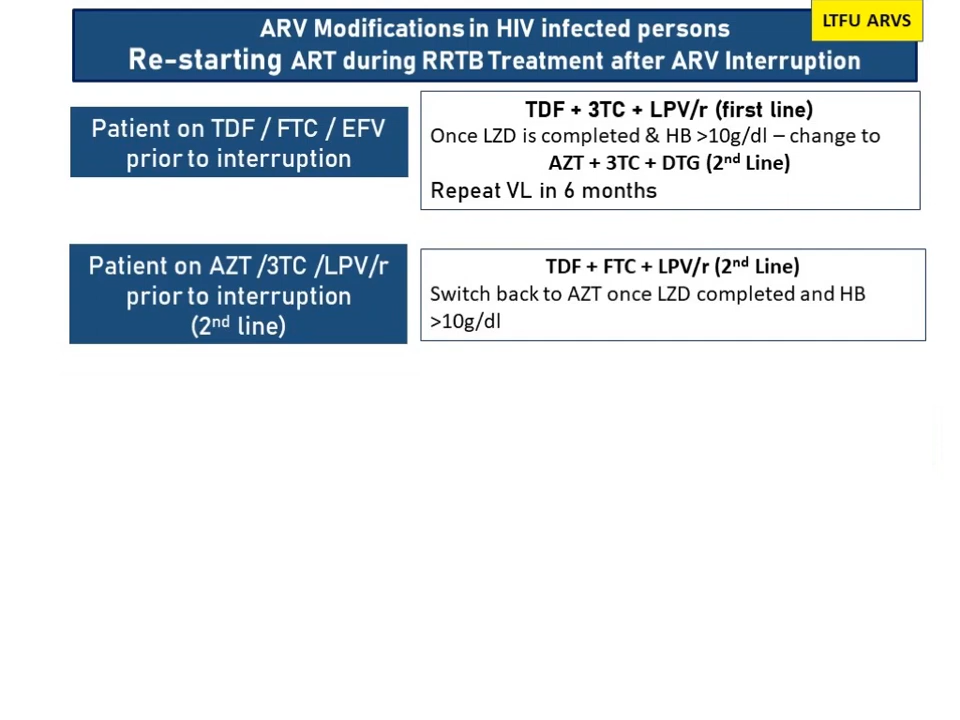 LTFU ARVS
ARV Modifications in HIV infected persons
Re-starting ART during RRTB Treatment after ARV Interruption
Patient on TDF / FTC / EFV
prior to interruption
TDF + 3TC + LPV/r (first line)
Once LZD is completed & HB >10g/dl – change to
AZT + 3TC + DTG (2nd Line)
Repeat VL in 6 months
Patient on AZT /3TC /LPV/r
prior to interruption
(2nd line)
TDF + FTC + LPV/r (2nd Line)
Switch back to AZT once LZD completed and HB
>10g/dl